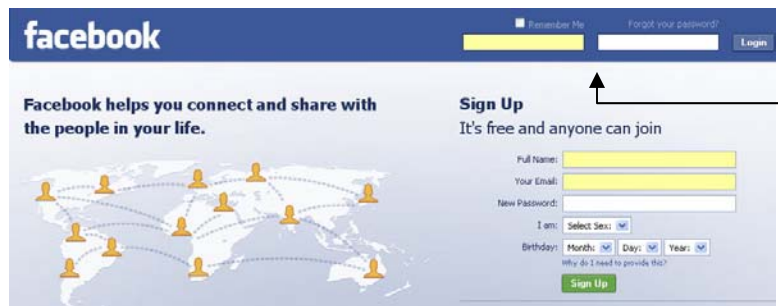 facebook
Remember Me
Forgot your password?
Login
Facebook helps you connect and share with
the people in your life.
Sign Up
It's free and anyone can join
Full Name:
Your Email:
New Password:
I am: Select Sex:
Birthday: Month: Day: Year:
Why do I need to provide this?
Sign Up